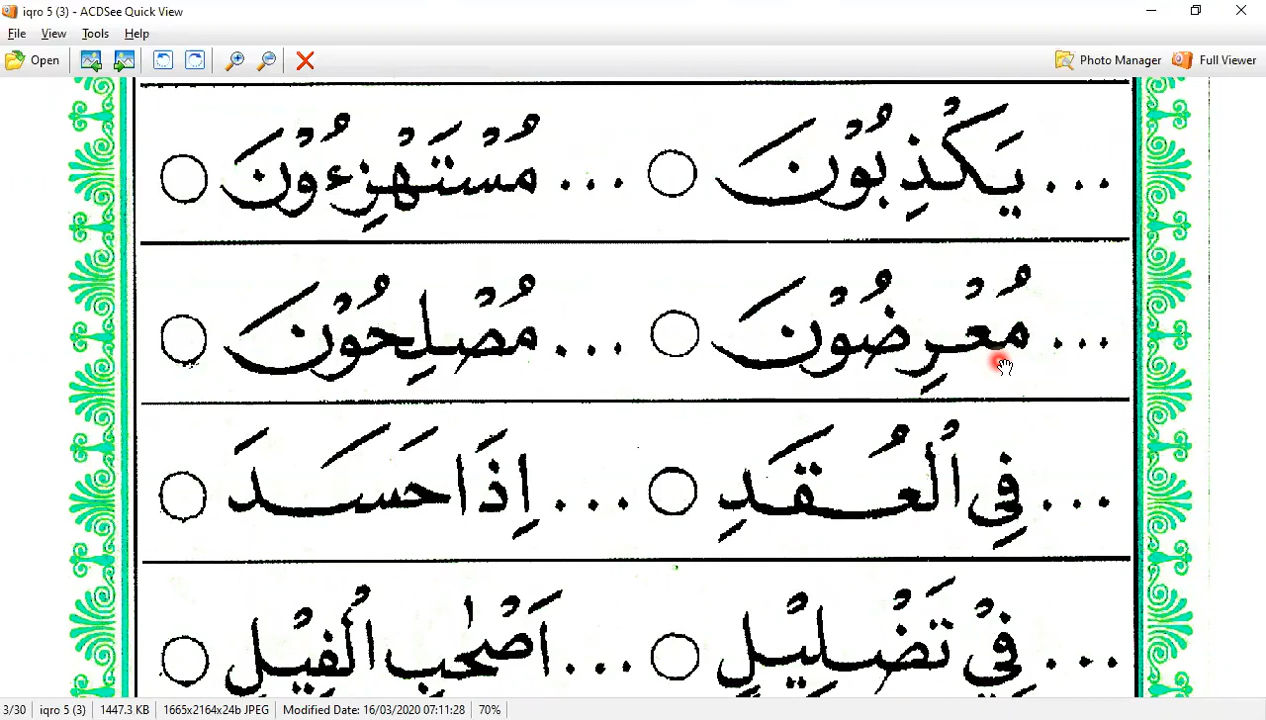 iqro 5 (3) - ACDSee Quick View
File View Tools Help
Open Photo Manager Full Viewer
... يَكْذِبُوْنَ ○ ... مُسْتَهْزِءُوْنَ ○
... مُعْرِضُوْنَ ○ ... مُصْلِحُوْنَ ○
... فِى الْعُقَدِ ○ ... اِذَا حَسَدَ ○
... فِيْ تَضْلِيْلٍ ○ ... اَصْحٰبِ الْفِيْلِ ○
3/30 iqro 5 (3) 1447.3 KB 1665x2164x24b JPEG Modified Date: 16/03/2020 07:11:28 70%